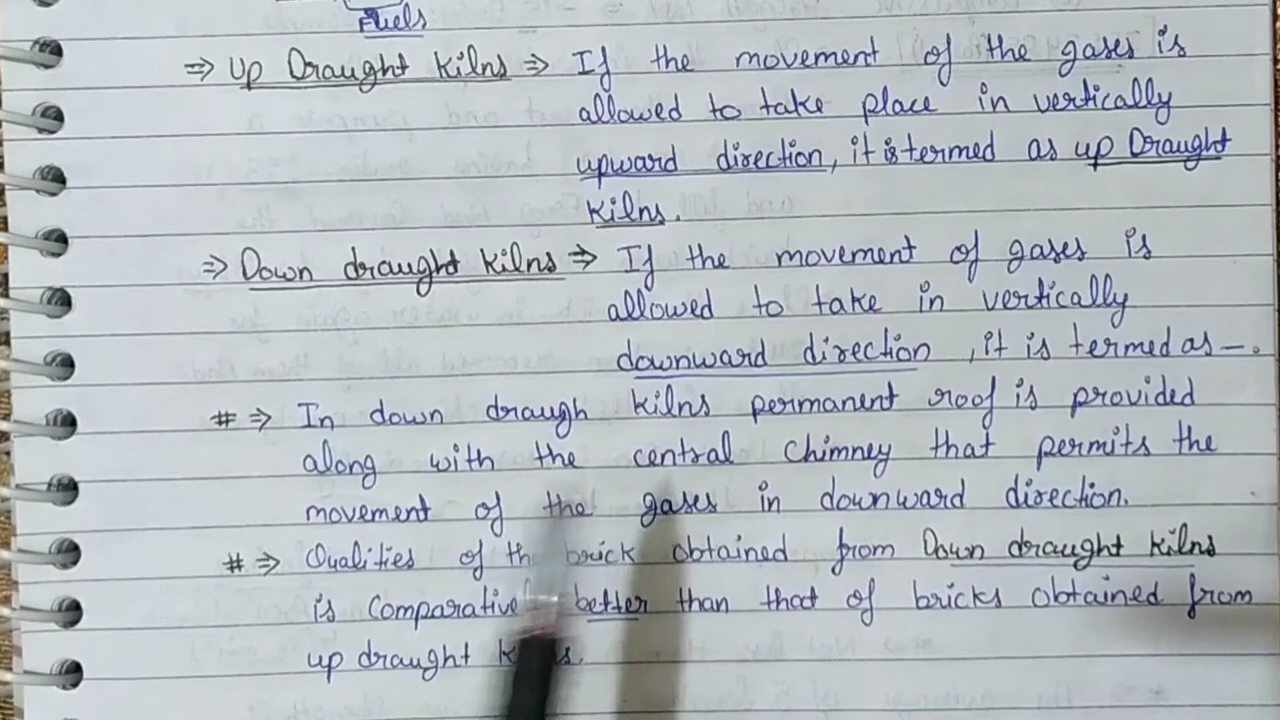 Fuels
⇒ Up Draught Kilns ⇒ If the movement of the gases is
allowed to take place in vertically
upward direction, it is termed as up Draught
Kilns.
⇒ Down draught Kilns ⇒ If the movement of gases is
allowed to take in vertically
downward direction, it is termed as —.
# ⇒ In down draugh kilns permanent roof is provided
along with the central chimney that permits the
movement of the gases in downward direction.
# ⇒ Qualities of th brick obtained from Down draught Kilns
is Comparative better than that of bricks obtained from
up draught